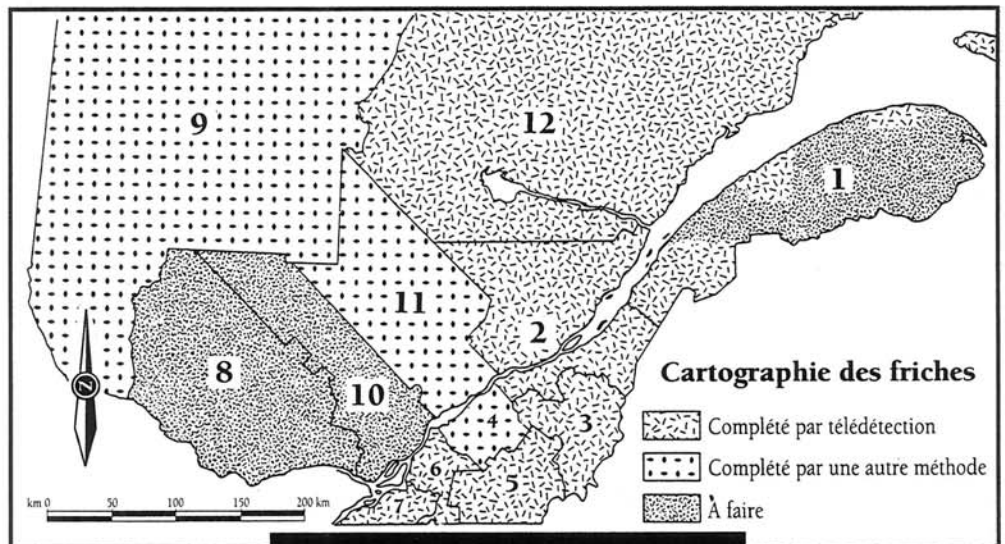 9
12
1
11
2
8
10
Cartographie des friches
4
3
Complété par télédétection
6
5
Complété par une autre méthode
7
km 0 50 100 150 200 km
À faire
Z